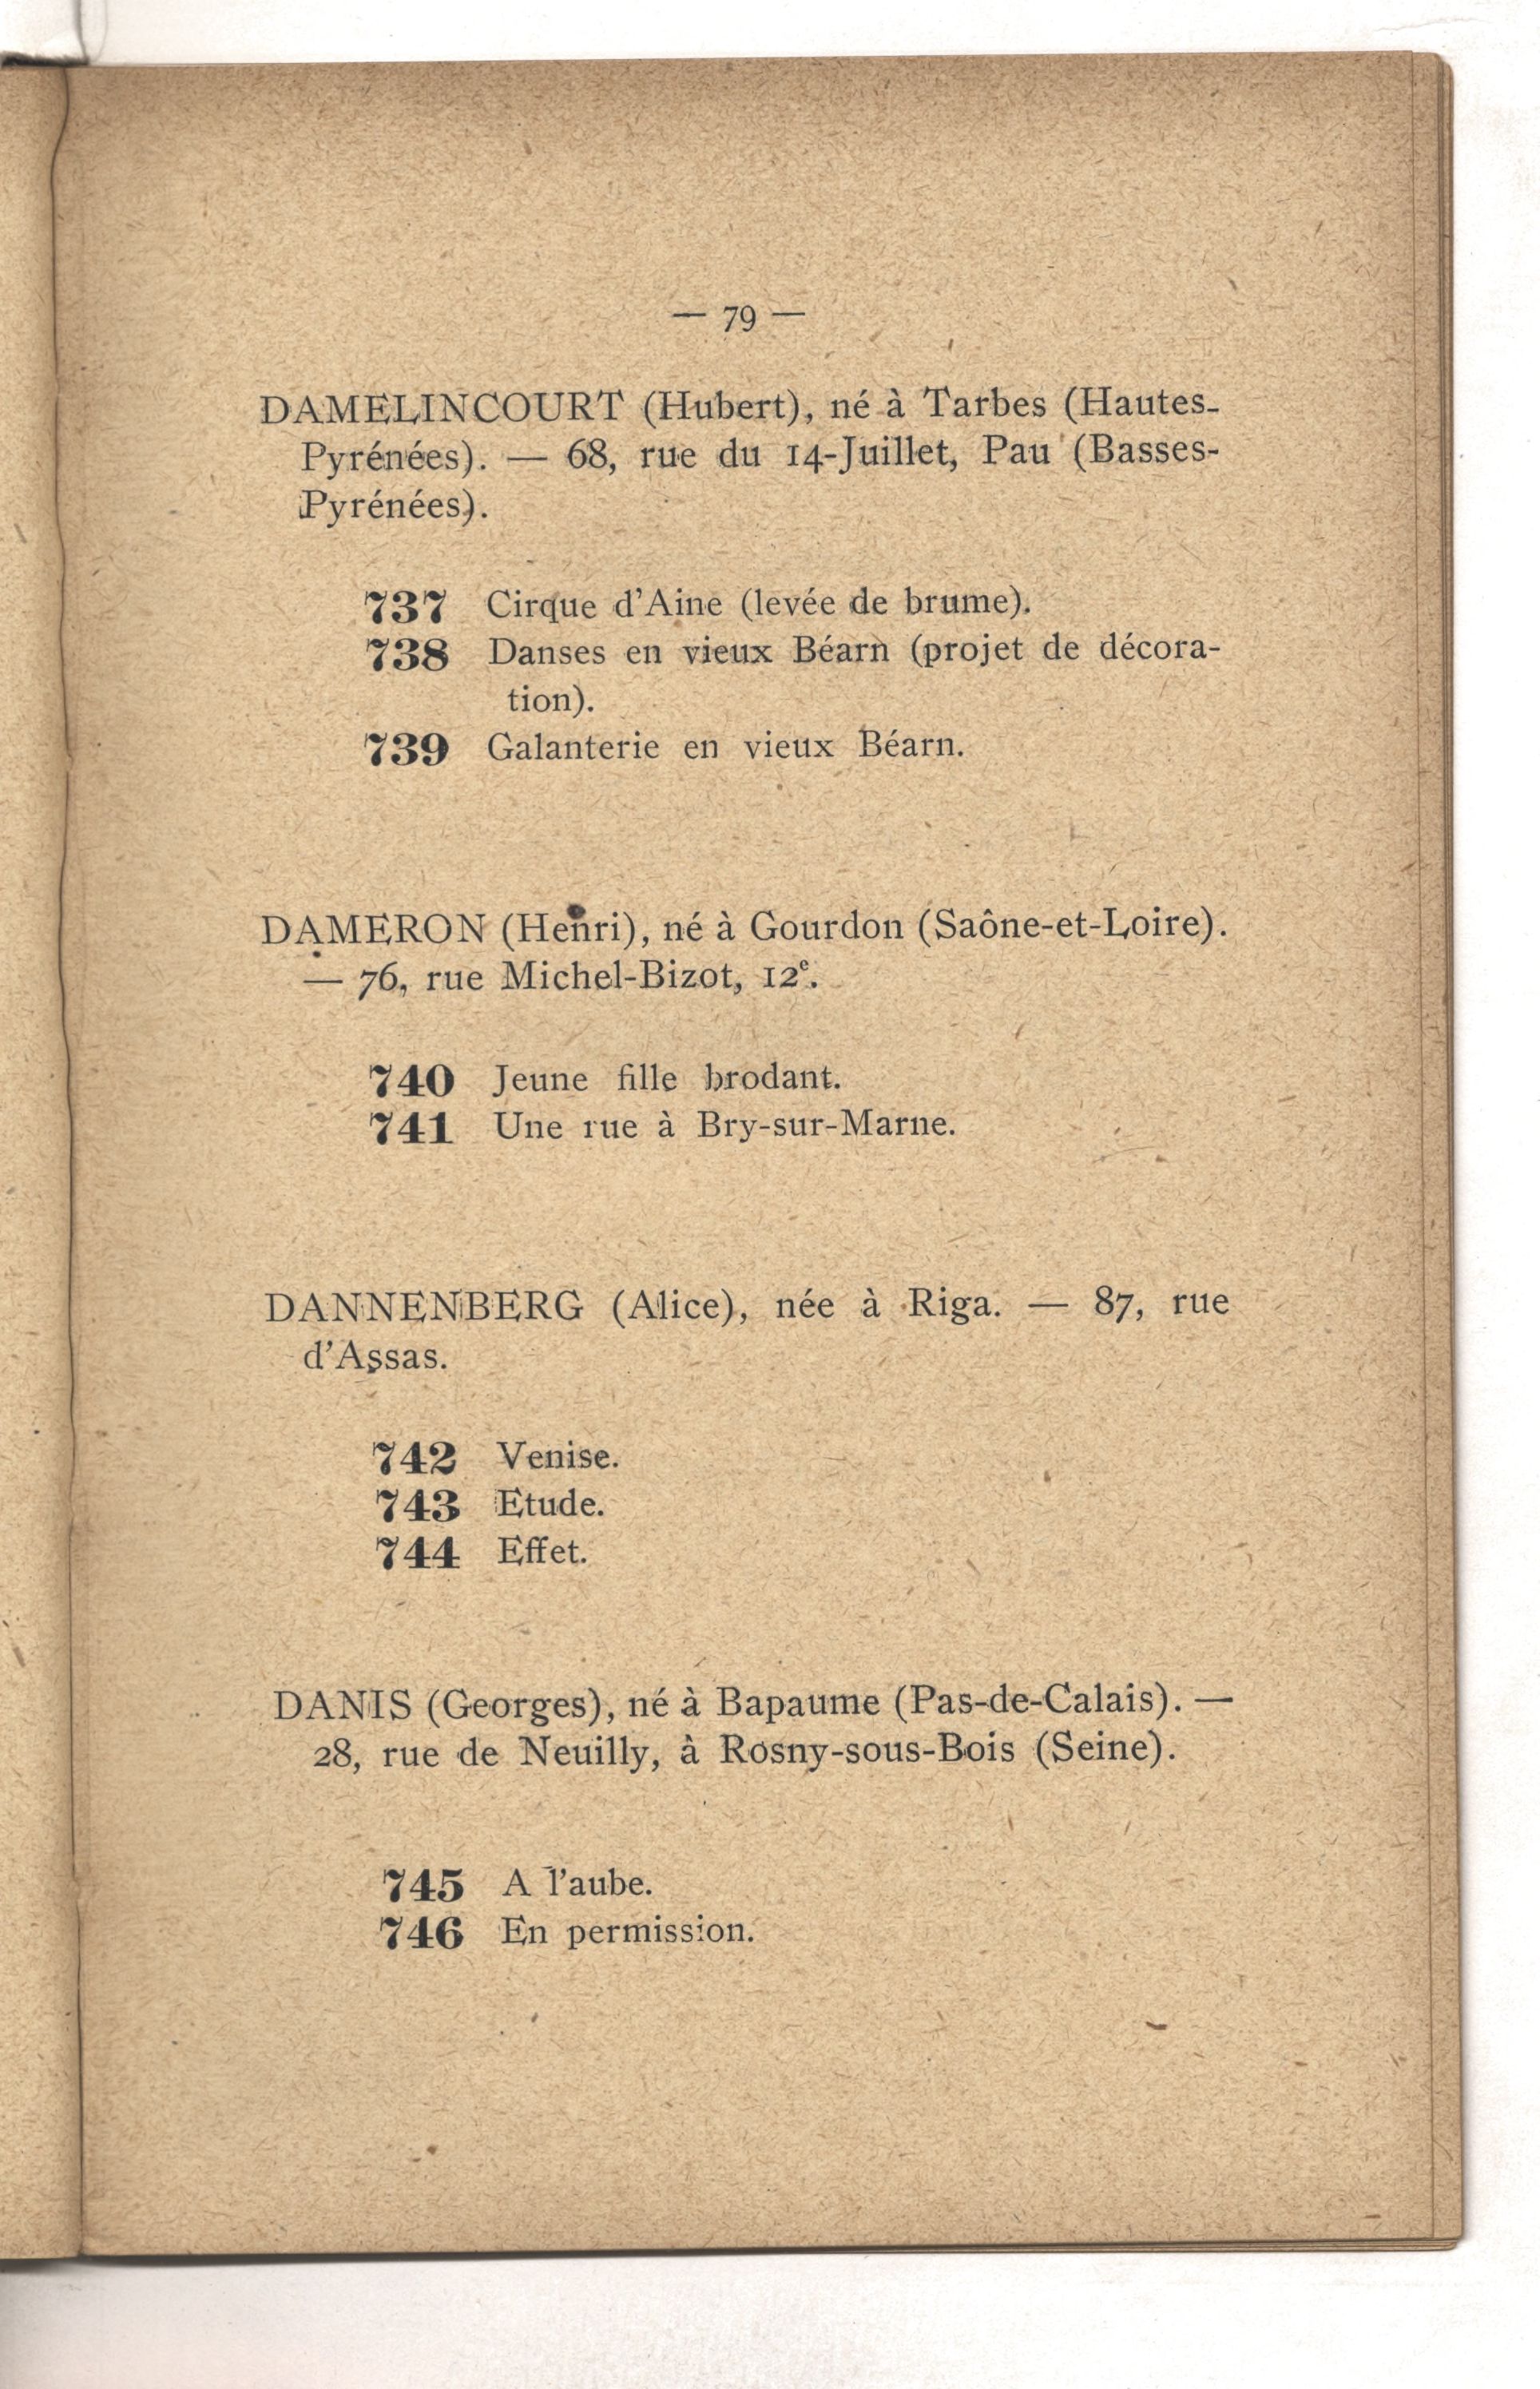 — 79 —
DAMELINCOURT (Hubert), né à Tarbes (Hautes-
Pyrénées). — 68, rue du 14-Juillet, Pau (Basses-
Pyrénées).
737 Cirque d'Aine (levée de brume).
738 Danses en vieux Béarn (projet de décora-
tion).
739 Galanterie en vieux Béarn.
DAMERON (Henri), né à Gourdon (Saône-et-Loire).
— 76, rue Michel-Bizot, 12e.
740 Jeune fille brodant.
741 Une rue à Bry-sur-Marne.
DANNENBERG (Alice), née à Riga. — 87, rue
d'Assas.
742 Venise.
743 Etude.
744 Effet.
DANIS (Georges), né à Bapaume (Pas-de-Calais). —
28, rue de Neuilly, à Rosny-sous-Bois (Seine).
745 A l'aube.
746 En permission.